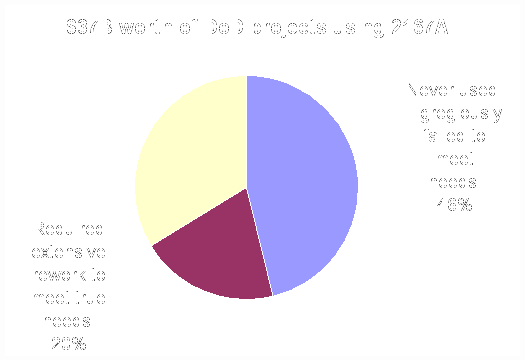 $37B worth of DoD projects using 2167A
Never used
egregiously
failed to
meet
needs
46%
Required
extensive
rework to
meet true
needs
20%